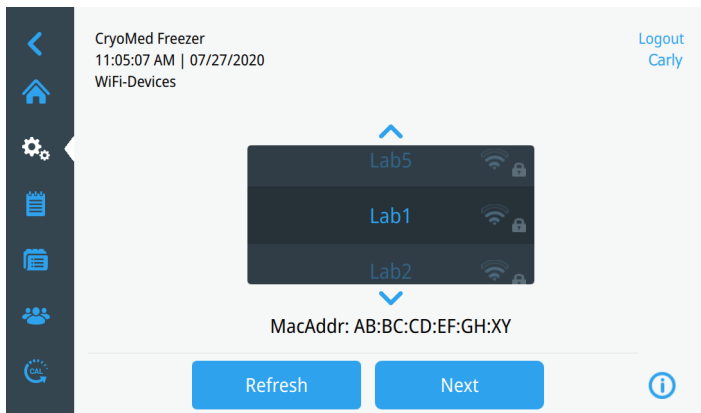 CryoMed Freezer
Logout
11:05:07 AM | 07/27/2020
Carly
WiFi-Devices
Lab5
Lab1
Lab2
MacAddr: AB:BC:CD:EF:GH:XY
CAL
Refresh
Next